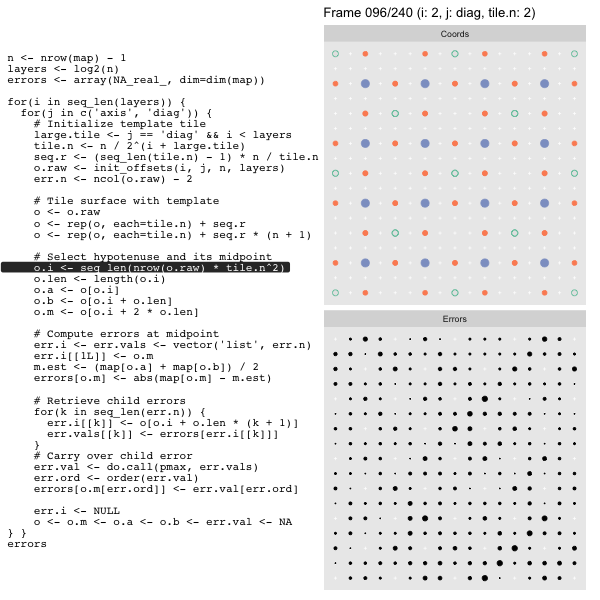 Frame 096/240 (i: 2, j: diag, tile.n: 2)
Coords
n <- nrow(map) - 1
layers <- log2(n)
errors <- array(NA_real_, dim=dim(map))
for(i in seq_len(layers)) {
  for(j in c('axis', 'diag')) {
    # Initialize template tile
    large.tile <- j == 'diag' && i < layers
    tile.n <- n / 2^(i + large.tile)
    seq.r <- (seq_len(tile.n) - 1) * n / tile.n
    o.raw <- init_offsets(i, j, n, layers)
    err.n <- ncol(o.raw) - 2
    # Tile surface with template
    o <- o.raw
    o <- rep(o, each=tile.n) + seq.r
    o <- rep(o, each=tile.n) + seq.r * (n + 1)
    # Select hypotenuse and its midpoint
    o.i <- seq_len(nrow(o.raw) * tile.n^2)
    o.len <- length(o.i)
    o.a <- o[o.i]
    o.b <- o[o.i + o.len]
    o.m <- o[o.i + 2 * o.len]
    # Compute errors at midpoint
    err.i <- err.vals <- vector('list', err.n)
    err.i[[1L]] <- o.m
    m.est <- (map[o.a] + map[o.b]) / 2
    errors[o.m] <- abs(map[o.m] - m.est)
    # Retrieve child errors
    for(k in seq_len(err.n)) {
      err.i[[k]] <- o[o.i + o.len * (k + 1)]
      err.vals[[k]] <- errors[err.i[[k]]]
    }
    # Carry over child error
    err.val <- do.call(pmax, err.vals)
    err.ord <- order(err.val)
    errors[o.m[err.ord]] <- err.val[err.ord]
    err.i <- NULL
    o <- o.m <- o.a <- o.b <- err.val <- NA
} }
errors
Errors